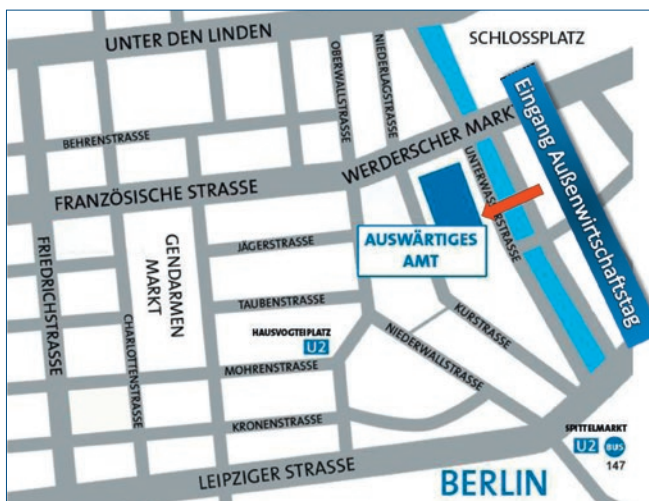 UNTER DEN LINDEN
SCHLOSSPLATZ
OBERWALLSTRASSE
NIEDERLAGSTRASSE
BEHRENSTRASSE
WERDERSCHER MARKT
Eingang Außenwirtschaftstag
FRANZÖSISCHE STRASSE
UNTERWASSERSTRASSE
FRIEDRICHSTRASSE
GENDARMEN
MARKT
JÄGERSTRASSE
AUSWÄRTIGES
AMT
TAUBENSTRASSE
CHARLOTTENSTRASSE
HAUSVOGTEIPLATZ
U2
KURSTRASSE
NIEDERWALLSTRASSE
MOHRENSTRASSE
KRONENSTRASSE
SPITTELMARKT
U2 BUS
147
LEIPZIGER STRASSE
BERLIN